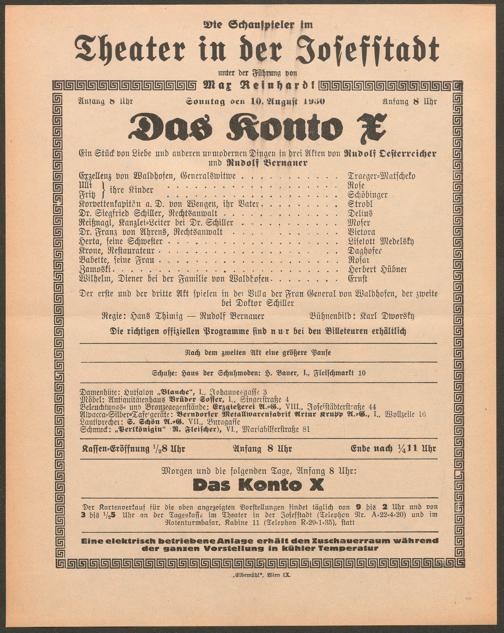 Die Schauspieler im
Theater in der Josefstadt
unter der Führung von
Max Reinhardt
Anfang 8 Uhr Sonntag den 10. August 1930 Anfang 8 Uhr
Das Konto X
Ein Stück von Liebe und anderen unmodernen Dingen in drei Akten von Rudolf Oesterreicher
und Rudolf Bernauer
Exzellenz von Waldhofen, Generalswitwe Traeger-Matscheko
Ulli } ihre Kinder Rose
Fritz } Schöbinger
Korvettenkapitän a. D. von Wengen, ihr Vater Strobl
Dr. Siegfried Schiller, Rechtsanwalt Delius
Reißnagl, Kanzlei-Leiter bei Dr. Schiller Moser
Dr. Franz von Ahrens, Rechtsanwalt Victora
Herta, seine Schwester Liselott Medelsky
Krone, Restaurateur Daghofer
Babette, seine Frau Rosar
Zamoski Herbert Hübner
Wilhelm, Diener bei der Familie von Waldhofen Ernst
Der erste und der dritte Akt spielen in der Villa der Frau General von Waldhofen, der zweite
bei Doktor Schiller
Regie: Hans Thimig — Rudolf Bernauer Bühnenbild: Karl Dworsky
Die richtigen offiziellen Programme sind nur bei den Billeteuren erhältlich
Nach dem zweiten Akt eine größere Pause
Schuhe: Haus der Schuhmoden H. Bauer, I., Fleischmarkt 10
Damenhüte: Hutsalon „Blanche", I., Johannesgasse 3
Möbel: Antiquitätenhaus Brüder Soffer, I., Singerstraße 4
Beleuchtungs- und Bronzegegenstände: Erzgießerei A.-G., VIII., Josefstädterstraße 44
Alpacca-Silber-Tafelgeräte: Berndorfer Metallwarenfabrik Artur Krupp A.-G., I., Wollzeile 16
Lautsprecher: S. Schön A.-G. VII., Burggasse
Schmuck: „Perlkönigin" R. Fleischer), VI., Mariahilferstraße 81
Kassen-Eröffnung ½8 Uhr Anfang 8 Uhr Ende nach ¼11 Uhr
Morgen und die folgenden Tage, Anfang 8 Uhr:
Das Konto X
Der Kartenverkauf für die oben angezeigten Vorstellungen findet täglich von 9 bis 2 Uhr und von
3 bis ½5 Uhr an der Tageskasse im Theater in der Josefstadt (Telephon Nr. A-22-4-20) und im
Rotenturmbasar, Kabine 11 (Telephon R-29-1-35), statt
Eine elektrisch betriebene Anlage erhält den Zuschauerraum während
der ganzen Vorstellung in kühler Temperatur
„Elbemühl", Wien IX.